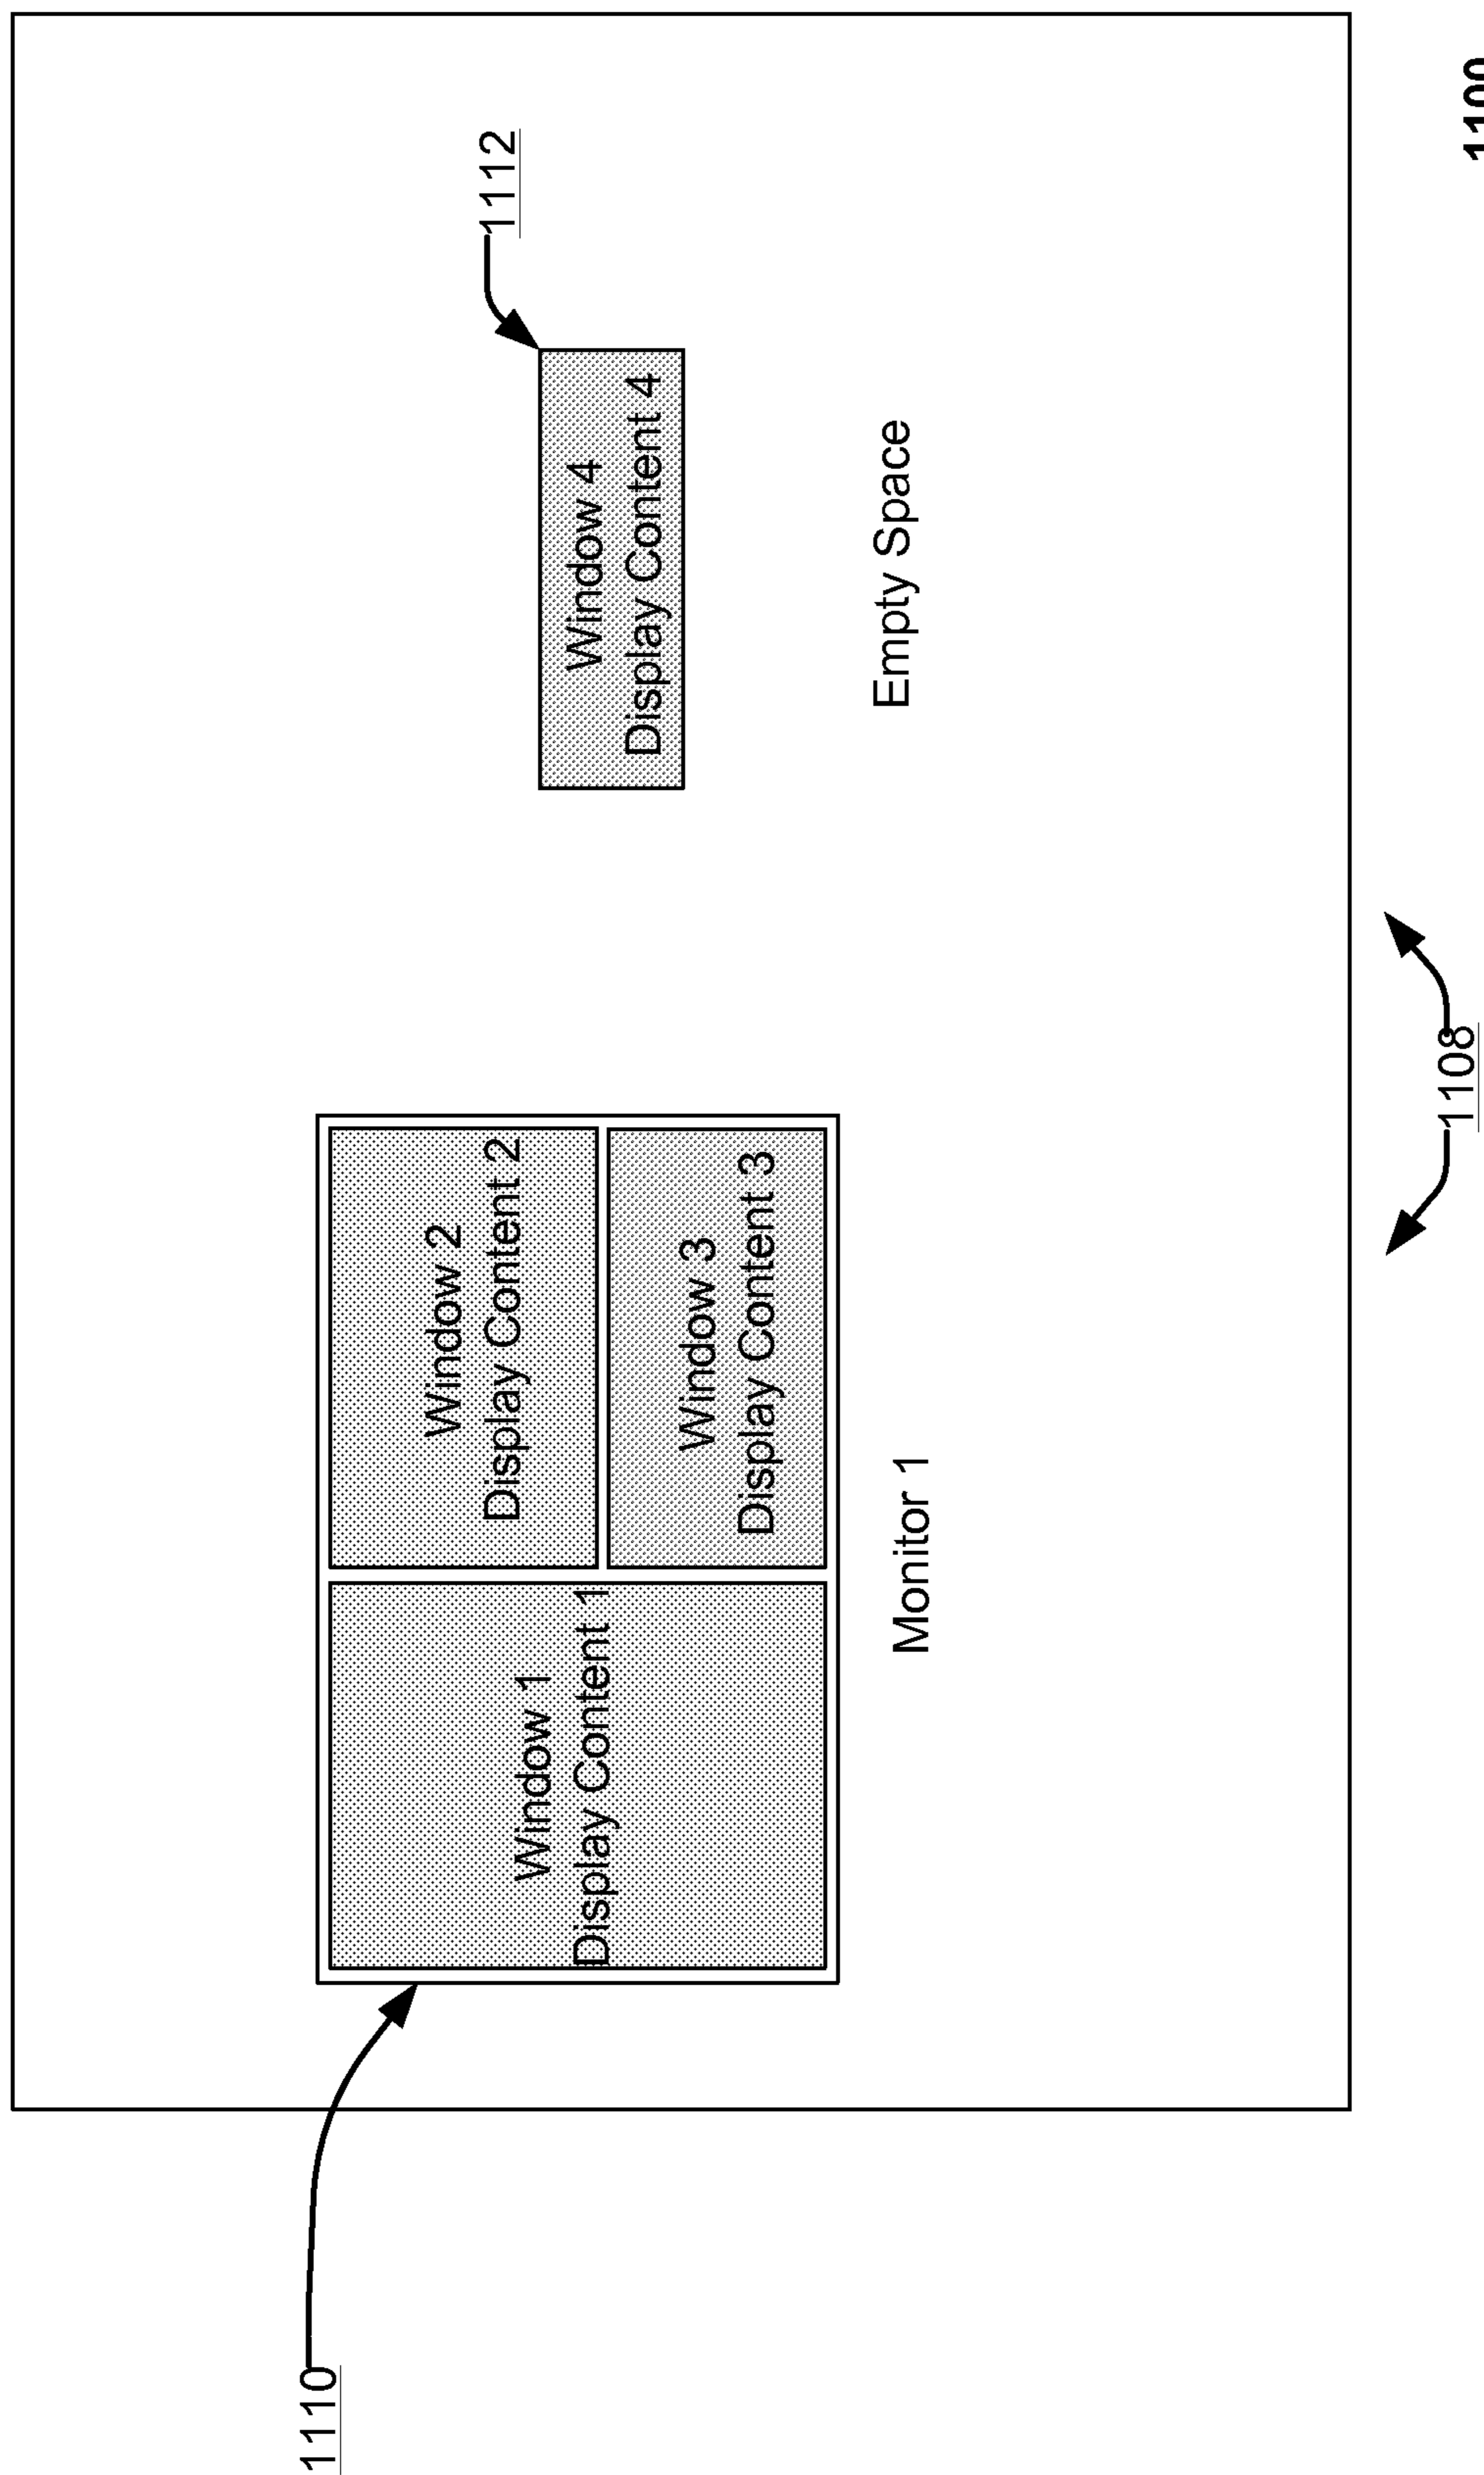 1110
1112
Window 1
Display Content 1
Window 2
Display Content 2
Window 3
Display Content 3
Window 4
Display Content 4
Monitor 1
Empty Space
1108
1100